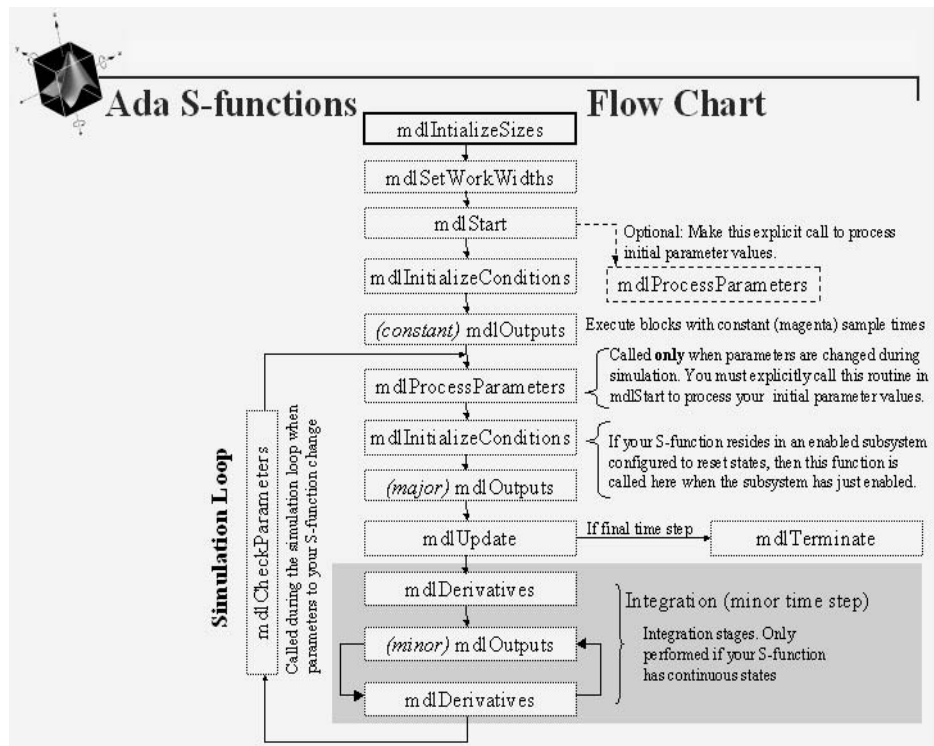 Ada S-functions Flow Chart
mdlIntializeSizes
mdlSetWorkWidths
mdlStart
Optional: Make this explicit call to process
initial parameter values.
mdlProcessParameters
mdlInitializeConditions
(constant) mdlOutputs
Execute blocks with constant (magenta) sample times
mdlProcessParameters
Called only when parameters are changed during
simulation. You must explicitly call this routine in
mdlStart to process your initial parameter values.
mdlInitializeConditions
If your S-function resides in an enabled subsystem
configured to reset states, then this function is
called here when the subsystem has just enabled.
(major) mdlOutputs
mdlUpdate
If final time step
mdlTerminate
Simulation Loop
mdlCheckParameters
Called during the simulation loop when
parameters to your S-function change
mdlDerivatives
Integration (minor time step)
(minor) mdlOutputs
Integration stages. Only
performed if your S-function
has continuous states
mdlDerivatives